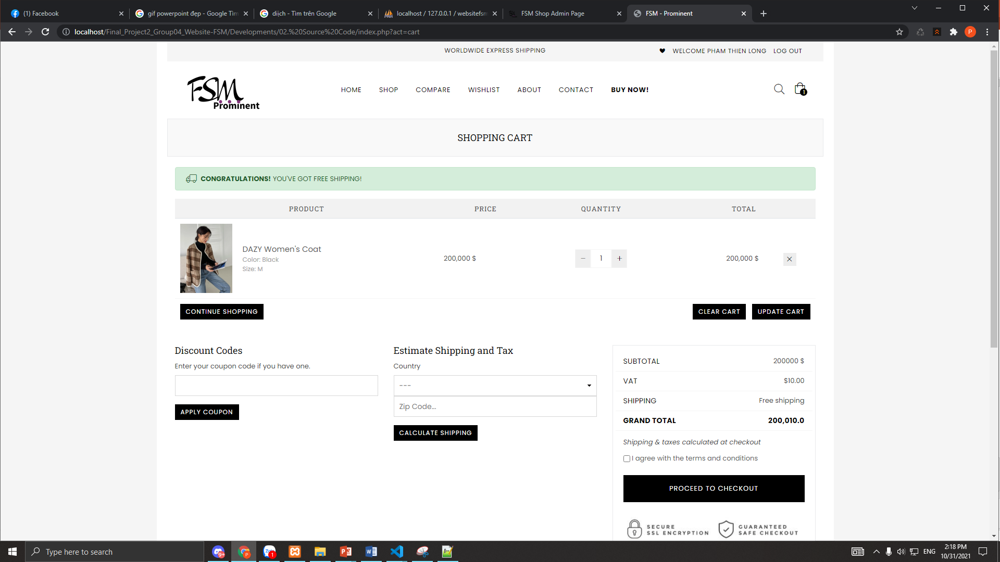 (1) Facebook
gif powerpoint đẹp - Google Tìm
diịch - Tìm trên Google
localhost / 127.0.0.1 / websitefsm
FSM Shop Admin Page
FSM - Prominent
localhost/Final_Project2_Group04_Website-FSM/Developments/02.%20Source%20Code/index.php?act=cart
P
WORLDWIDE EXPRESS SHIPPING
WELCOME PHAM THIEN LONG LOG OUT
FSM
Prominent
HOME SHOP COMPARE WISHLIST ABOUT CONTACT BUY NOW!
1
SHOPPING CART
CONGRATULATIONS! YOU'VE GOT FREE SHIPPING!
PRODUCT PRICE QUANTITY TOTAL
DAZY Women's Coat
Color: Black
Size: M
200,000 $ − 1 + 200,000 $
CONTINUE SHOPPING CLEAR CART UPDATE CART
Discount Codes
Enter your coupon code if you have one.
APPLY COUPON
Estimate Shipping and Tax
Country
---
Zip Code...
CALCULATE SHIPPING
SUBTOTAL 200000 $
VAT $10.00
SHIPPING Free shipping
GRAND TOTAL 200,010.0
Shipping & taxes calculated at checkout
I agree with the terms and conditions
PROCEED TO CHECKOUT
SECURE
SSL ENCRYPTION
GUARANTEED
SAFE CHECKOUT
Type here to search
9+
P
1
ENG
2:18 PM
10/31/2021